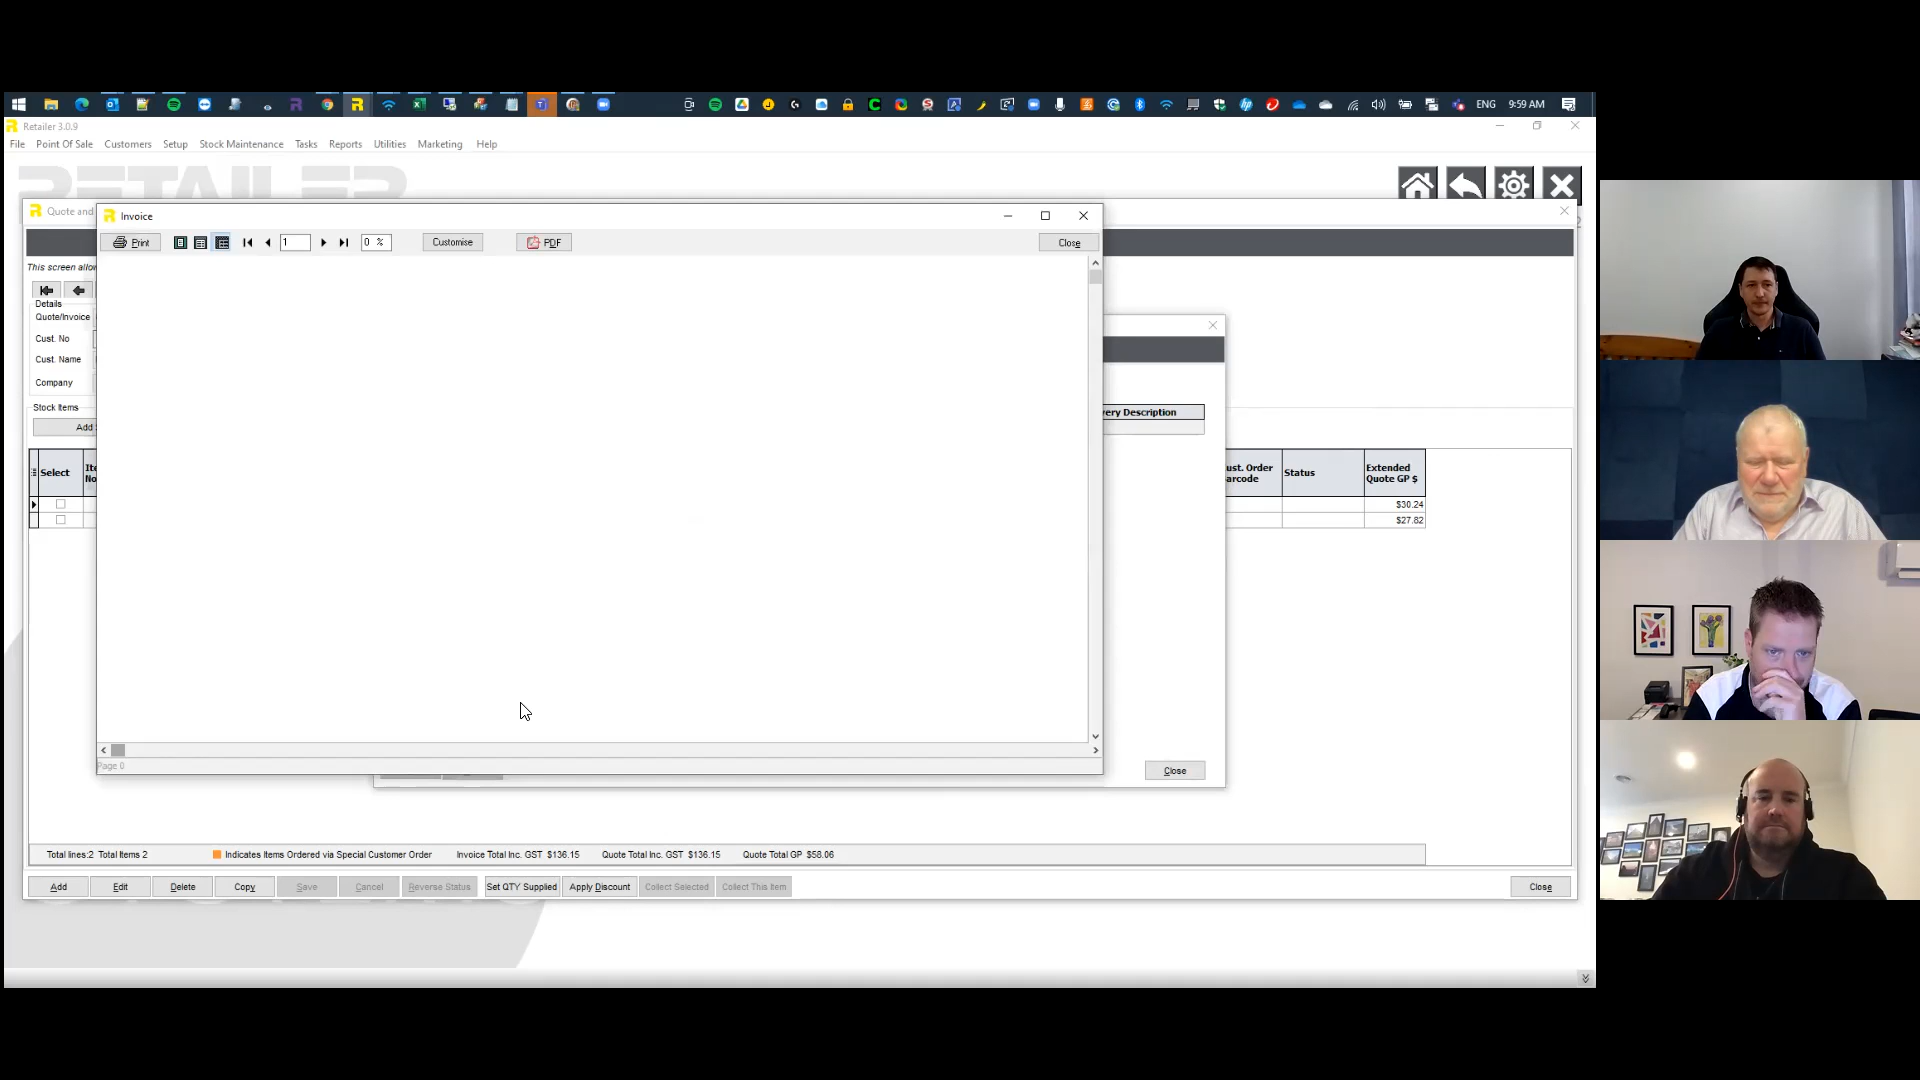 ENG 9:59 AM
Retailer 3.0.9
File Point Of Sale Customers Setup Stock Maintenance Tasks Reports Utilities Marketing Help
RETAILER
Quote and
Invoice
Print 1 0 % Customise PDF Close
This screen allow
Details
Quote/Invoice
Cust. No
Cust. Name
Company
Stock Items
very Description
Add
Select
ust. Order
arcode
Status
Extended
Quote GP $
$30.24
$27.82
Page 0
Close
Total lines:2 Total Items 2 Indicates Items Ordered via Special Customer Order Invoice Total Inc. GST $136.15 Quote Total Inc. GST $136.15 Quote Total GP $58.06
Add Edit Delete Copy Save Cancel Reverse Status Set QTY Supplied Apply Discount Collect Selected Collect This Item Close